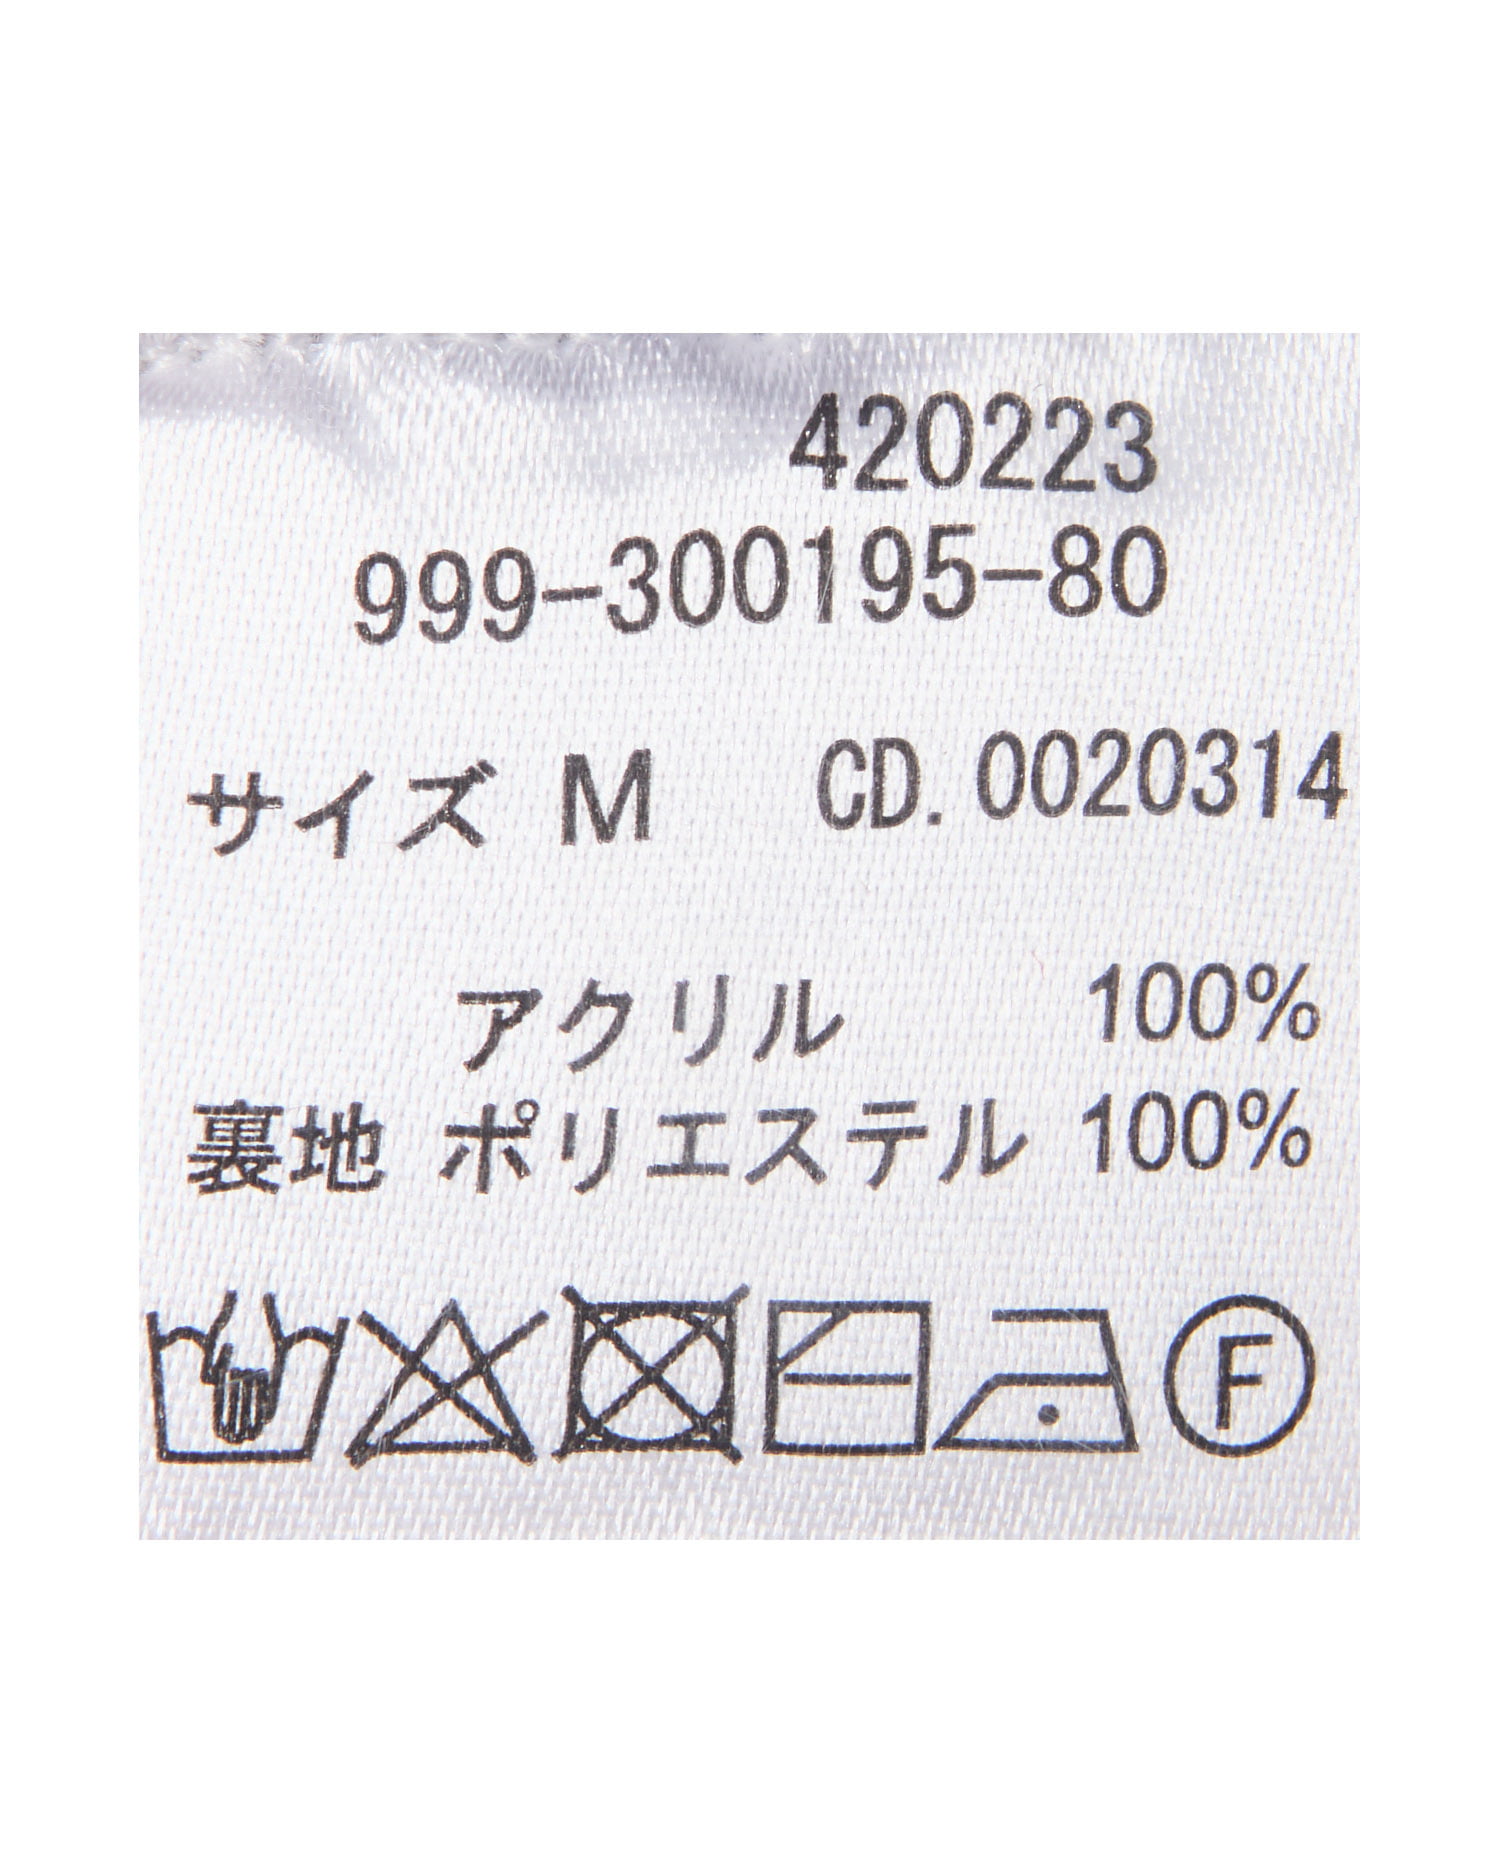 420223
999-300195-80
サイズ M CD. 0020314
アクリル 100%
裏地 ポリエステル 100%
F